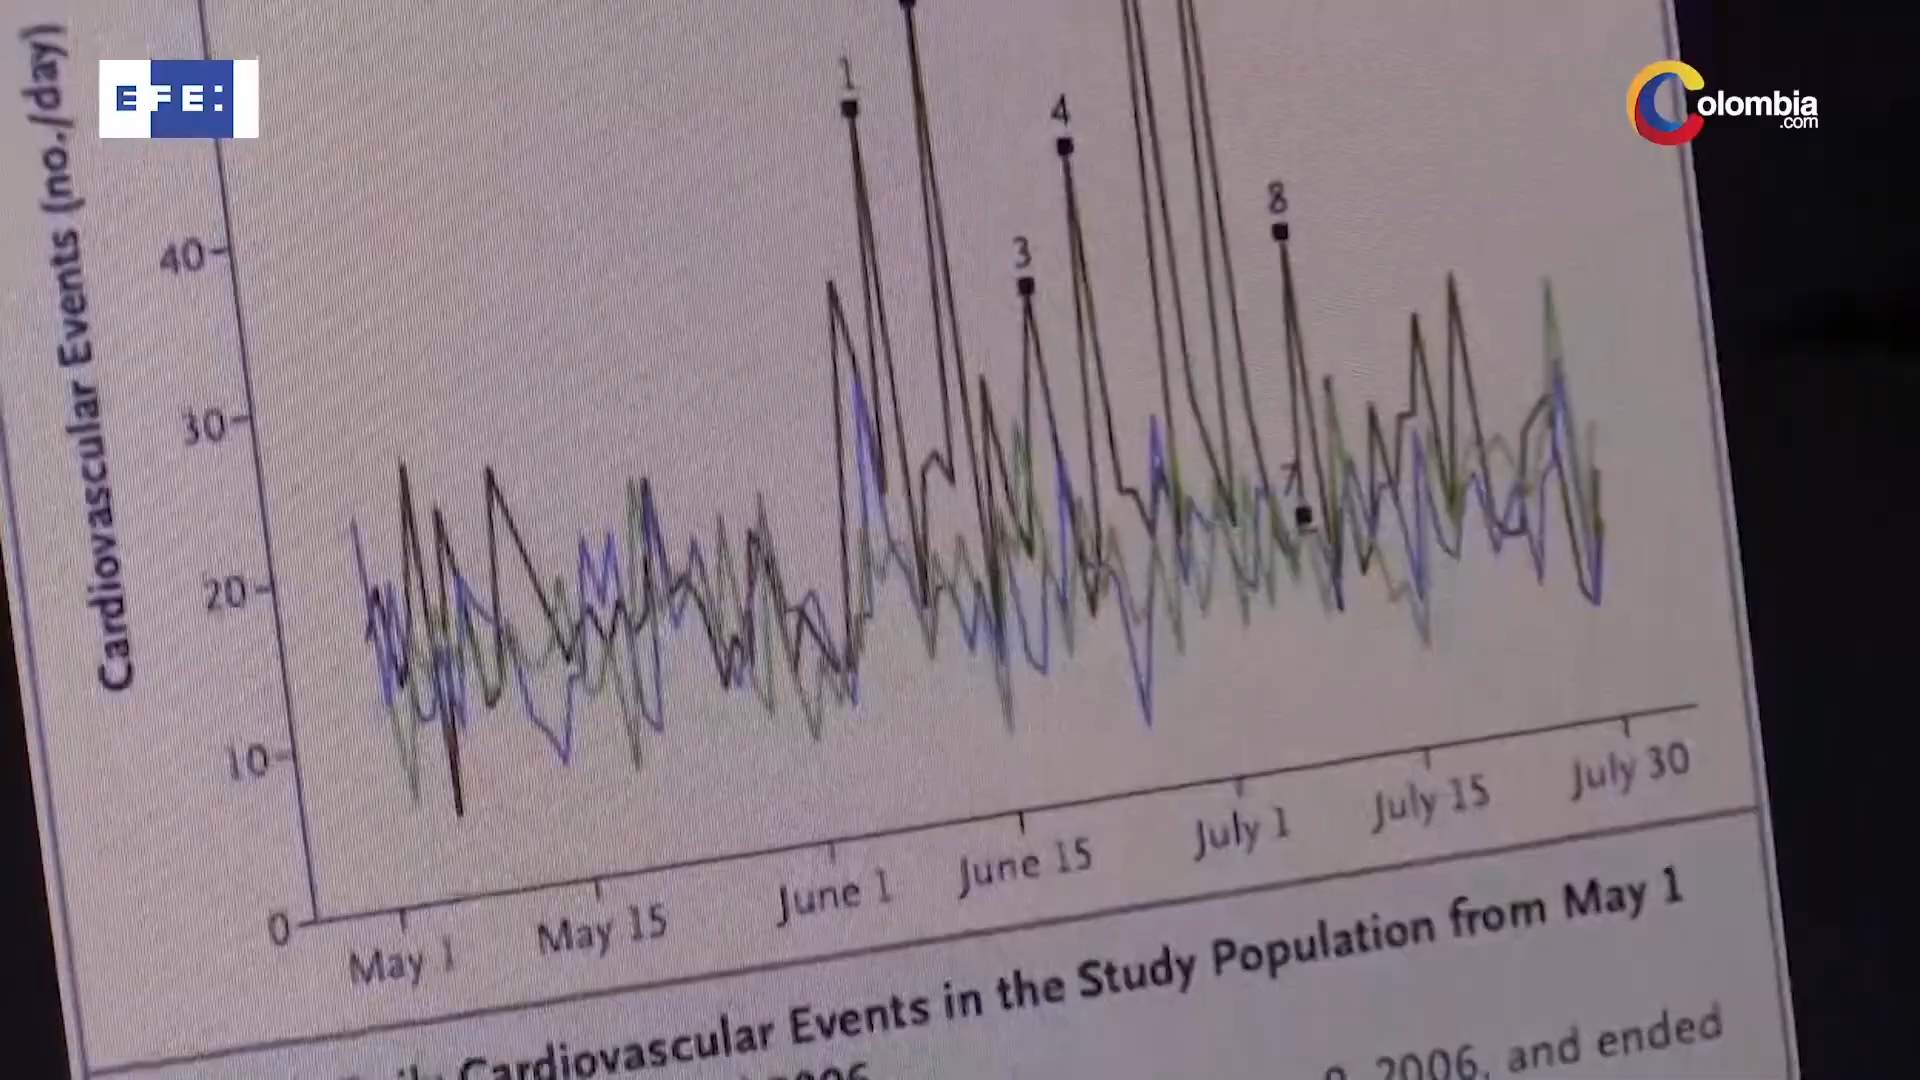 EFE:
Colombia
.com
Cardiovascular Events (no./day)
40
30
20
10
0
1
3
4
8
7
May 1
May 15
June 1
June 15
July 1
July 15
July 30
Cardiovascular Events in the Study Population from May 1
2006, and ended